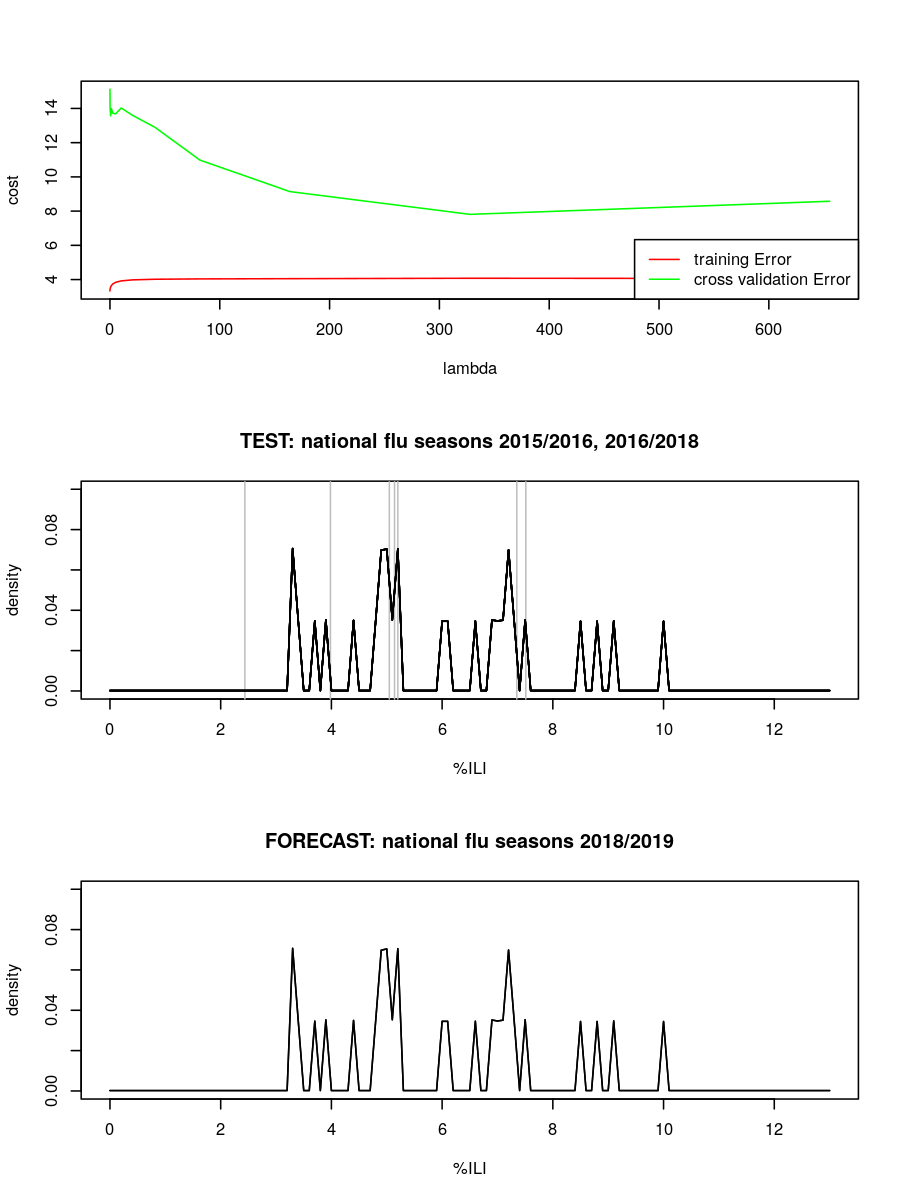 cost
14
12
10
8
6
4
training Error
cross validation Error
0 100 200 300 400 500 600
lambda
TEST: national flu seasons 2015/2016, 2016/2018
density
0.08
0.04
0.00
0 2 4 6 8 10 12
%ILI
FORECAST: national flu seasons 2018/2019
density
0.08
0.04
0.00
0 2 4 6 8 10 12
%ILI